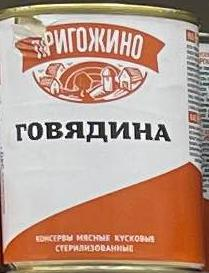 ПРИГОЖИНО
ГОВЯДИНА
КОНСЕРВЫ МЯСНЫЕ КУСКОВЫЕ
СТЕРИЛИЗОВАННЫЕ